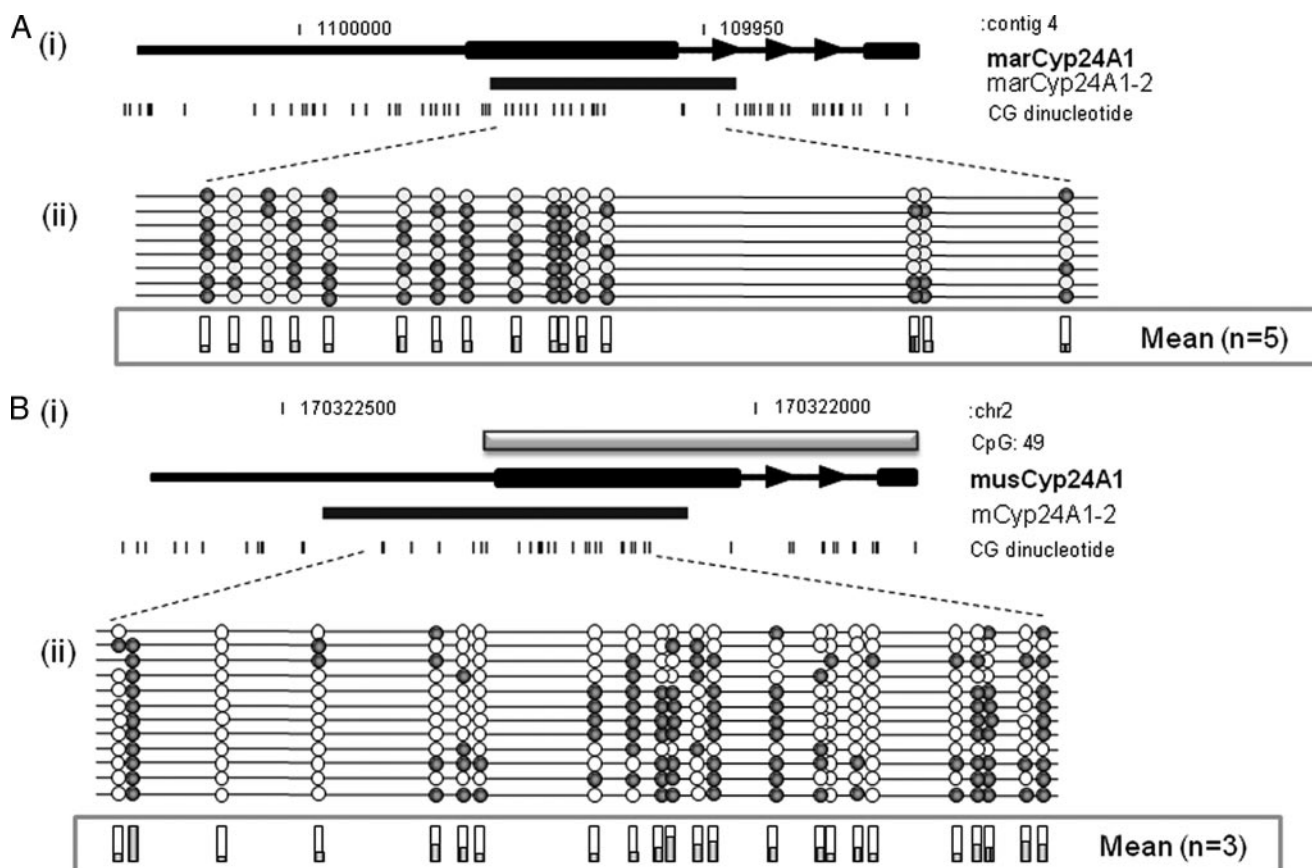 A (i)
1100000
109950
:contig 4
marCyp24A1
marCyp24A1-2
CG dinucleotide
(ii)
Mean (n=5)
B (i)
170322500
170322000
:chr2
CpG: 49
musCyp24A1
mCyp24A1-2
CG dinucleotide
(ii)
Mean (n=3)